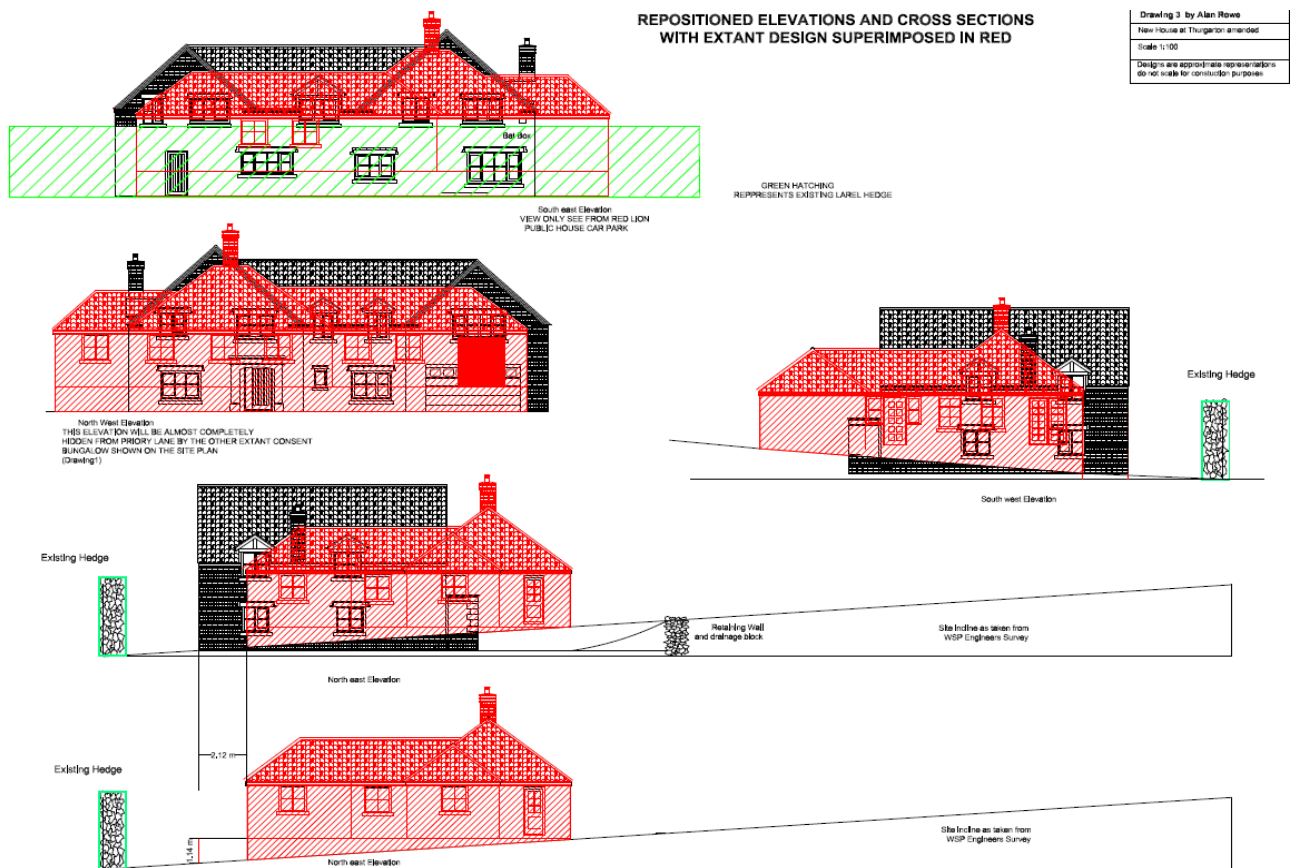 REPOSITIONED ELEVATIONS AND CROSS SECTIONS
WITH EXTANT DESIGN SUPERIMPOSED IN RED
Drawing 3 by Alan Rowe
New House at Thurgarton amended
Scale 1:100
Designs are approximate representations
do not scale for constuction purposes
Bat Box
GREEN HATCHING
REPPRESENTS EXISTING LAREL HEDGE
South east Elevation
VIEW ONLY SEE FROM RED LION
PUBLIC HOUSE CAR PARK
North West Elevation
THIS ELEVATION WILL BE ALMOST COMPLETELY
HIDDEN FROM PRIORY LANE BY THE OTHER EXTANT CONSENT
BUNGALOW SHOWN ON THE SITE PLAN
(Drawing1)
Existing Hedge
South west Elevation
Existing Hedge
Retaining Wall
and drainage block
Site Incline as taken from
WSP Engineers Survey
North east Elevation
2.12 m
Existing Hedge
1.14 m
Site Incline as taken from
WSP Engineers Survey
North east Elevation